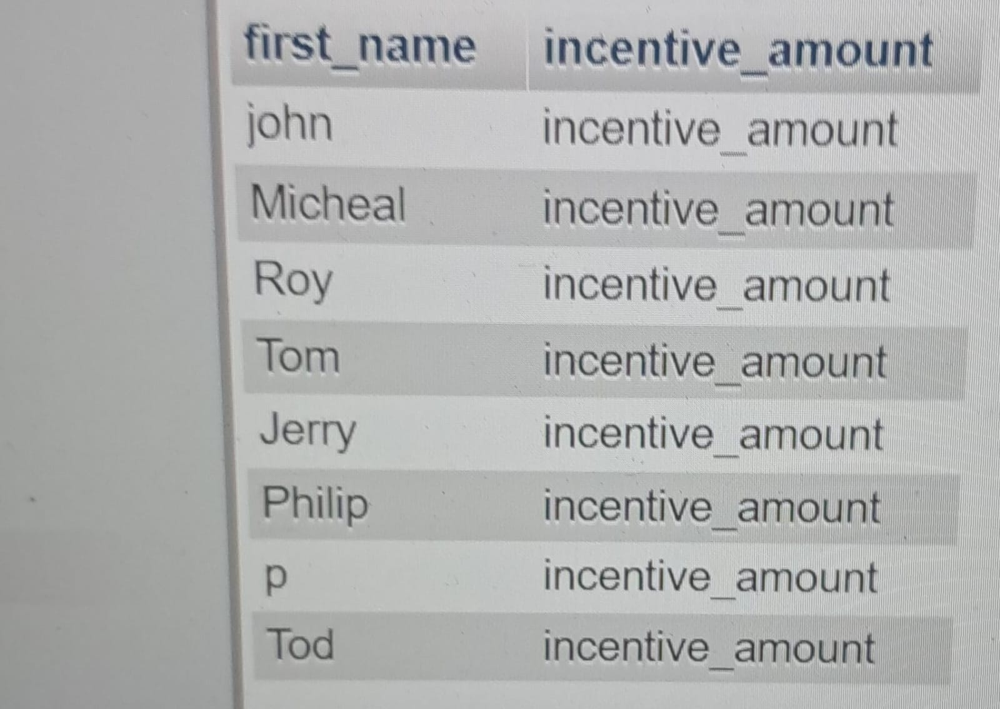 first_name incentive_amount
john incentive_amount
Micheal incentive_amount
Roy incentive_amount
Tom incentive_amount
Jerry incentive_amount
Philip incentive_amount
p incentive_amount
Tod incentive_amount